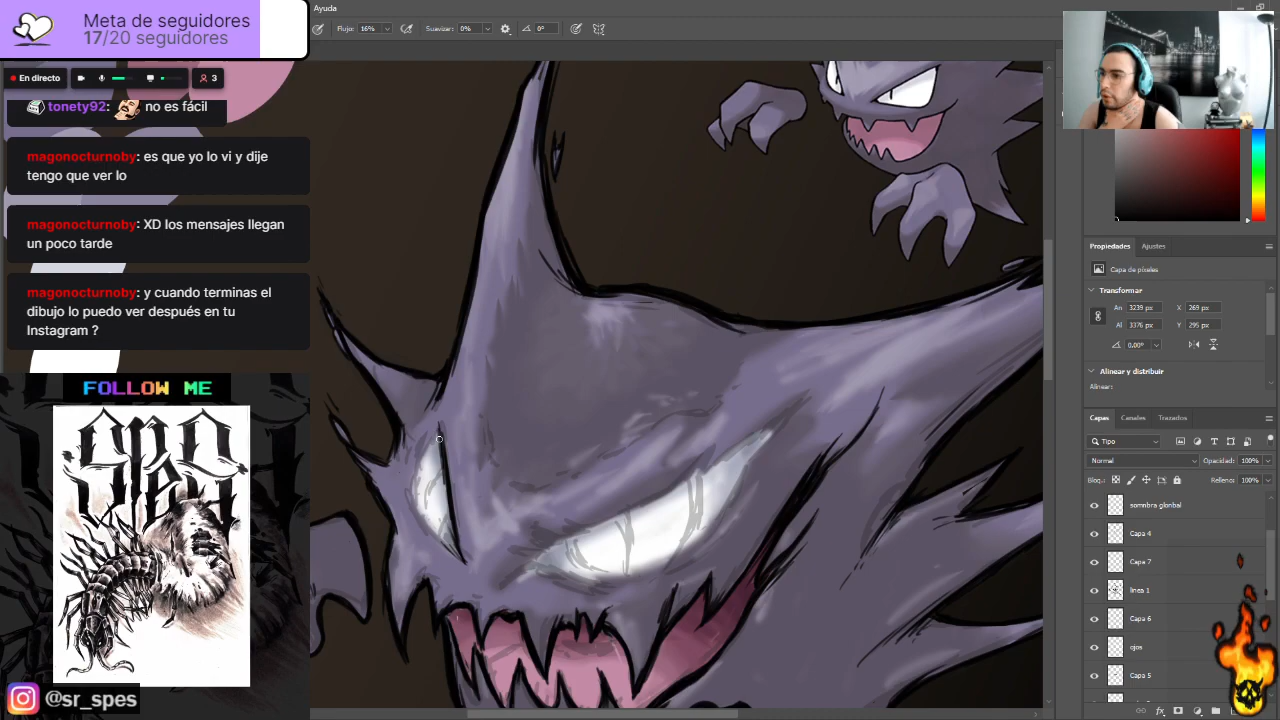 Meta de seguidores
17/20 seguidores
En directo
3
tonety92: no es fácil
magonocturnoby: es que yo lo vi y dije
tengo que ver lo
magonocturnoby: XD los mensajes llegan
un poco tarde
magonocturnoby: y cuando terminas el
dibujo lo puedo ver después en tu
Instagram ?
FOLLOW ME
@sr_spes
Ayuda
Flujo: 16%
Suavizar: 0%
0°
Propiedades
Ajustes
Capa de píxeles
Transformar
An 3239 px
X 269 px
Al 3376 px
Y 295 px
0,00°
Alinear y distribuir
Alinear:
Capas
Canales
Trazados
Tipo
Normal
Opacidad: 100%
Bloq.:
Relleno: 100%
somnbra glonbal
Capa 4
Capa 7
linea 1
Capa 6
ojos
Capa 5